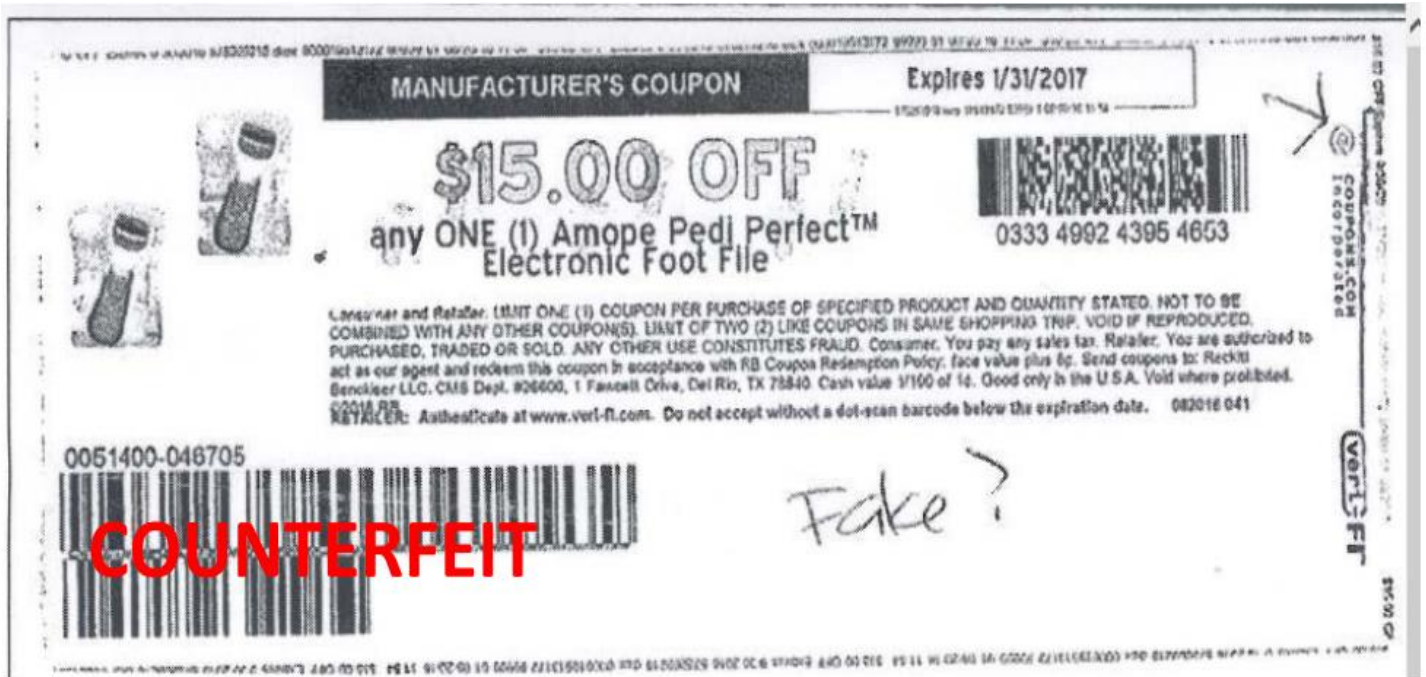 MANUFACTURER'S COUPON
Expires 1/31/2017
$15.00 OFF
any ONE (1) Amope Pedi Perfect™
Electronic Foot File
0333 4992 4395 4653
COUPONS.COM
Incorporated
Consumer and Retailer: LIMIT ONE (1) COUPON PER PURCHASE OF SPECIFIED PRODUCT AND QUANTITY STATED. NOT TO BE
COMBINED WITH ANY OTHER COUPON(S). LIMIT OF TWO (2) LIKE COUPONS IN SAME SHOPPING TRIP. VOID IF REPRODUCED,
PURCHASED, TRADED OR SOLD. ANY OTHER USE CONSTITUTES FRAUD. Consumer: You pay any sales tax. Retailer: You are authorized to
act as our agent and redeem this coupon in acceptance with RB Coupon Redemption Policy: face value plus 8¢. Send coupons to: Reckitt
Benckiser LLC. CMS Dept. #26600, 1 Fawcett Drive, Del Rio, TX 78840. Cash value 1/100 of 1¢. Good only in the U.S.A. Void where prohibited.
RETAILER: Authenticate at www.veri-fi.com. Do not accept without a dot-scan barcode below the expiration date. 082016 041
veri-fi
0051400-046705
COUNTERFEIT
Fake?